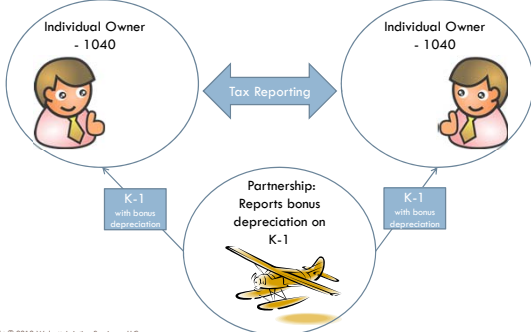 Individual Owner
- 1040
Individual Owner
- 1040
Tax Reporting
K-1
with bonus
depreciation
Partnership:
Reports bonus
depreciation on
K-1
K-1
with bonus
depreciation